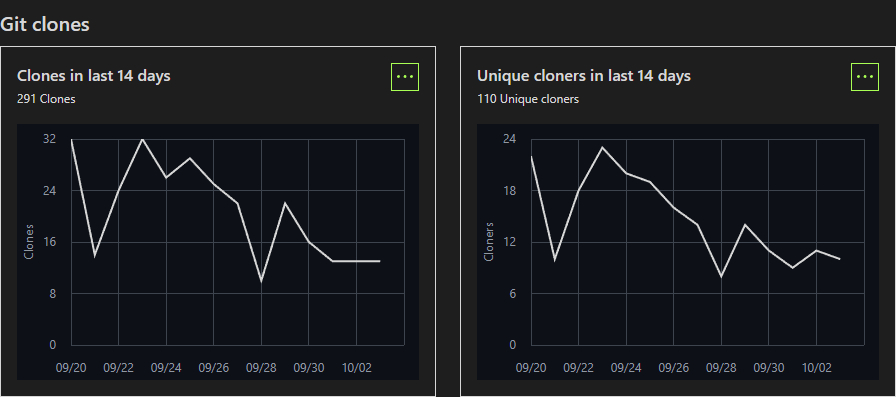 Git clones
Clones in last 14 days
...
291 Clones
Clones
32
24
16
8
0
09/20 09/22 09/24 09/26 09/28 09/30 10/02
Unique cloners in last 14 days
...
110 Unique cloners
Cloners
24
18
12
6
0
09/20 09/22 09/24 09/26 09/28 09/30 10/02